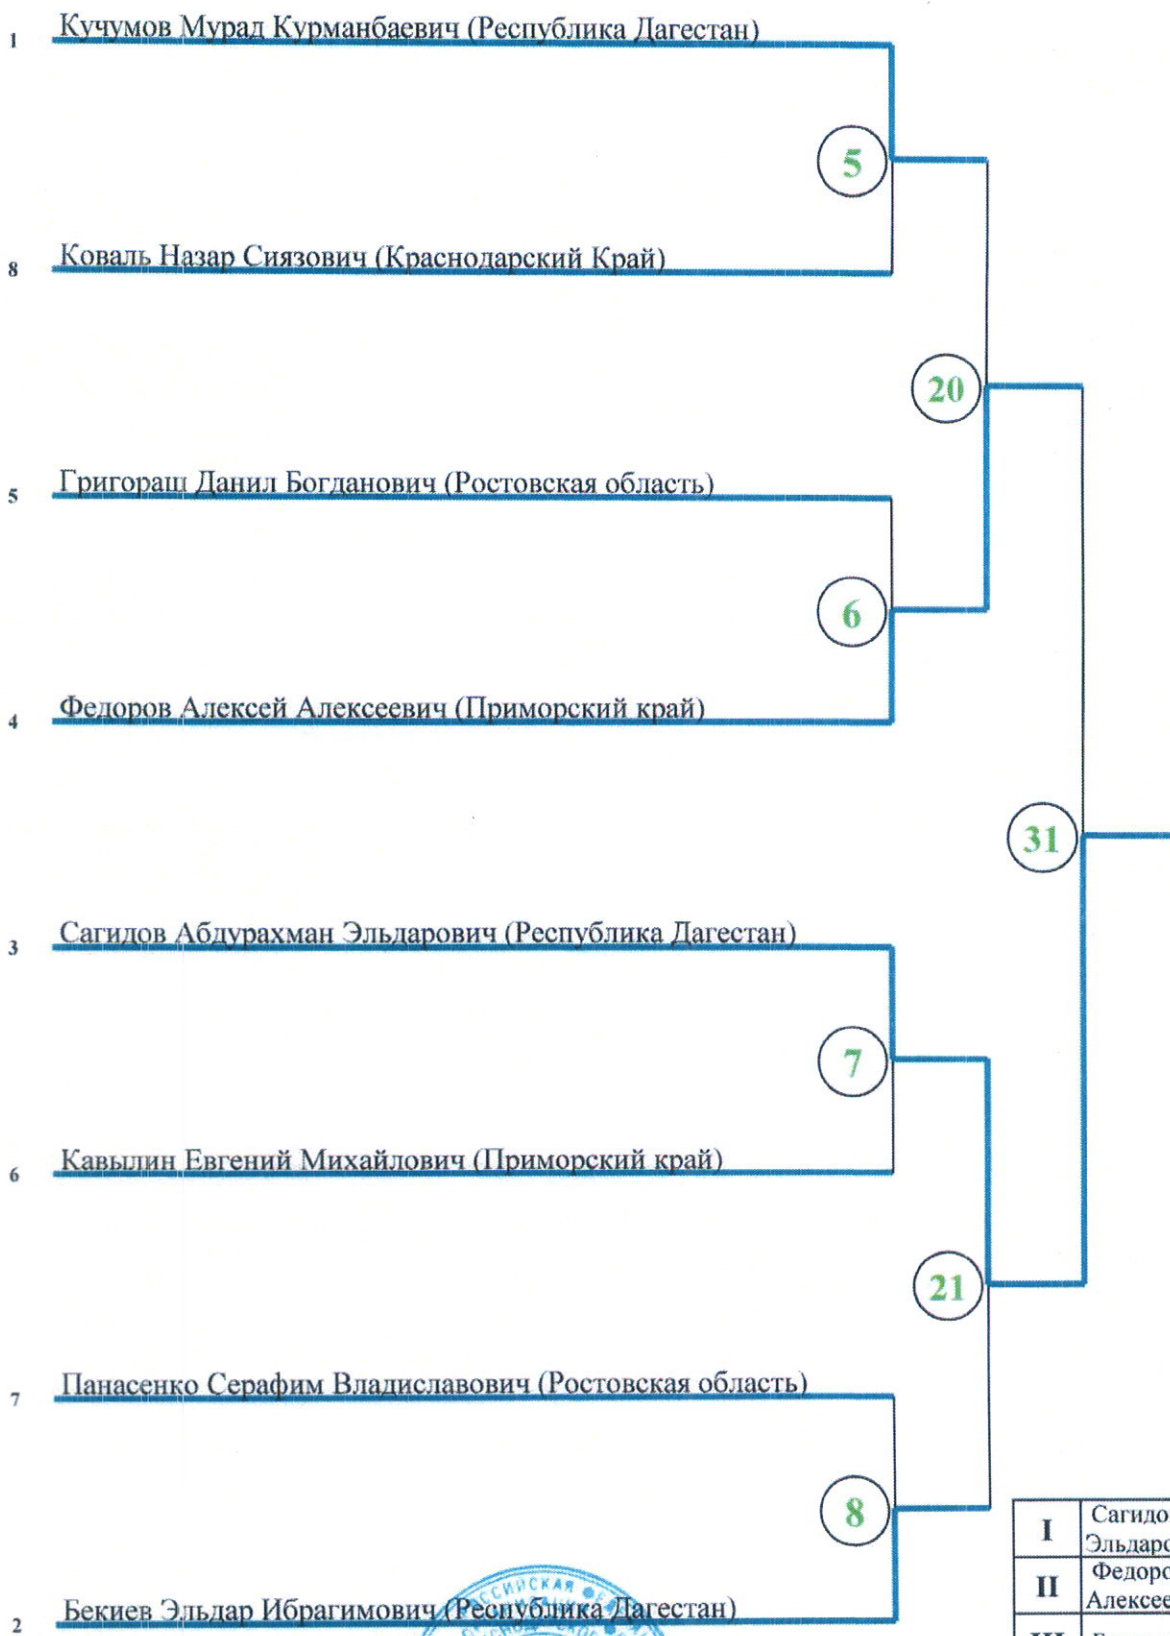 1 Кучумов Мурад Курманбаевич (Республика Дагестан)
5
8 Коваль Назар Сиязович (Краснодарский Край)
20
5 Григораш Данил Богданович (Ростовская область)
6
4 Федоров Алексей Алексеевич (Приморский край)
31
3 Сагидов Абдурахман Эльдарович (Республика Дагестан)
7
6 Кавылин Евгений Михайлович (Приморский край)
21
7 Панасенко Серафим Владиславович (Ростовская область)
8
I Сагидо
Эльдаро
II Федоро
Алексее
2 Бекиев Эльдар Ибрагимович (Республика Дагестан)
III